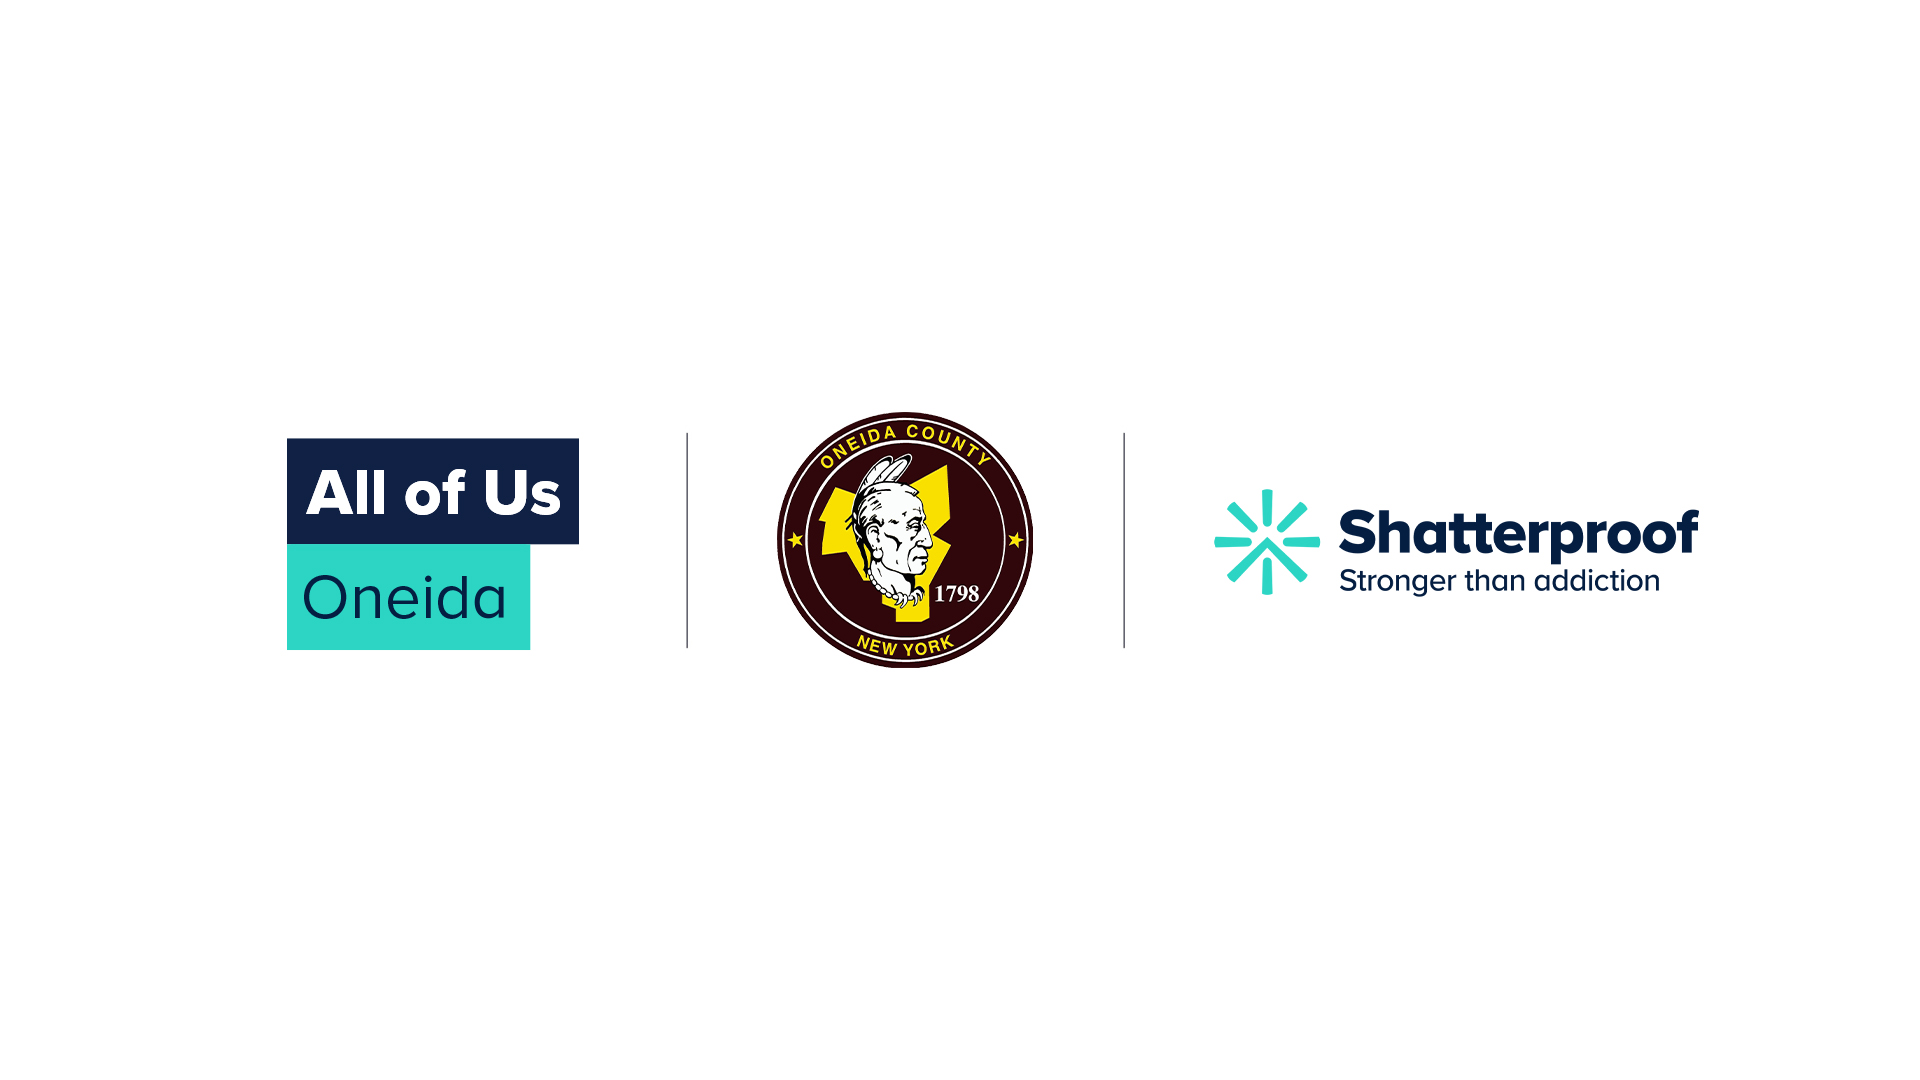 All of Us
Oneida
ONEIDA COUNTY
1798
NEW YORK
Shatterproof
Stronger than addiction